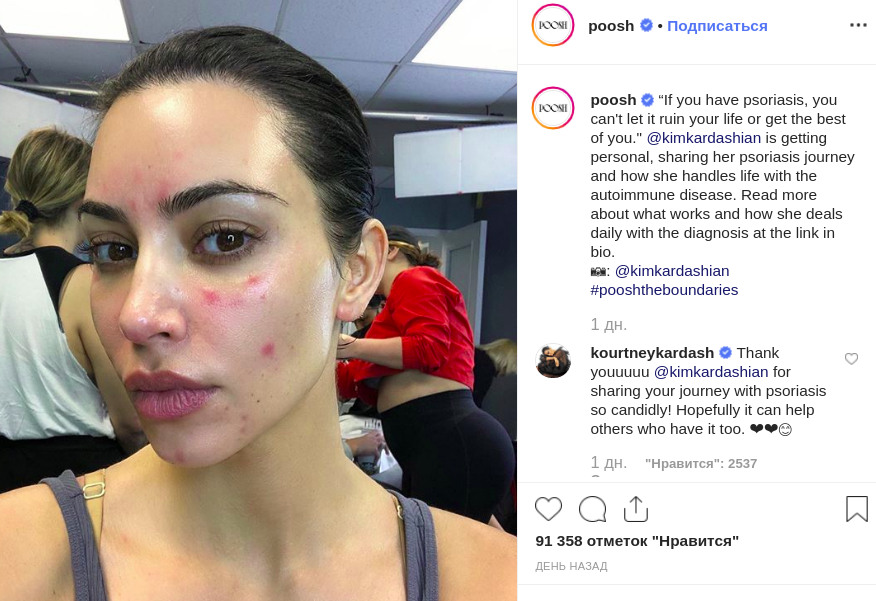 POOSH
poosh • Подписаться
POOSH
poosh “If you have psoriasis, you
can't let it ruin your life or get the best
of you." @kimkardashian is getting
personal, sharing her psoriasis journey
and how she handles life with the
autoimmune disease. Read more
about what works and how she deals
daily with the diagnosis at the link in
bio.
📸: @kimkardashian
#pooshtheboundaries
1 дн.
kourtneykardash Thank
youuuuu @kimkardashian for
sharing your journey with psoriasis
so candidly! Hopefully it can help
others who have it too. ❤❤😊
1 дн. "Нравится": 2537
91 358 отметок "Нравится"
ДЕНЬ НАЗАД